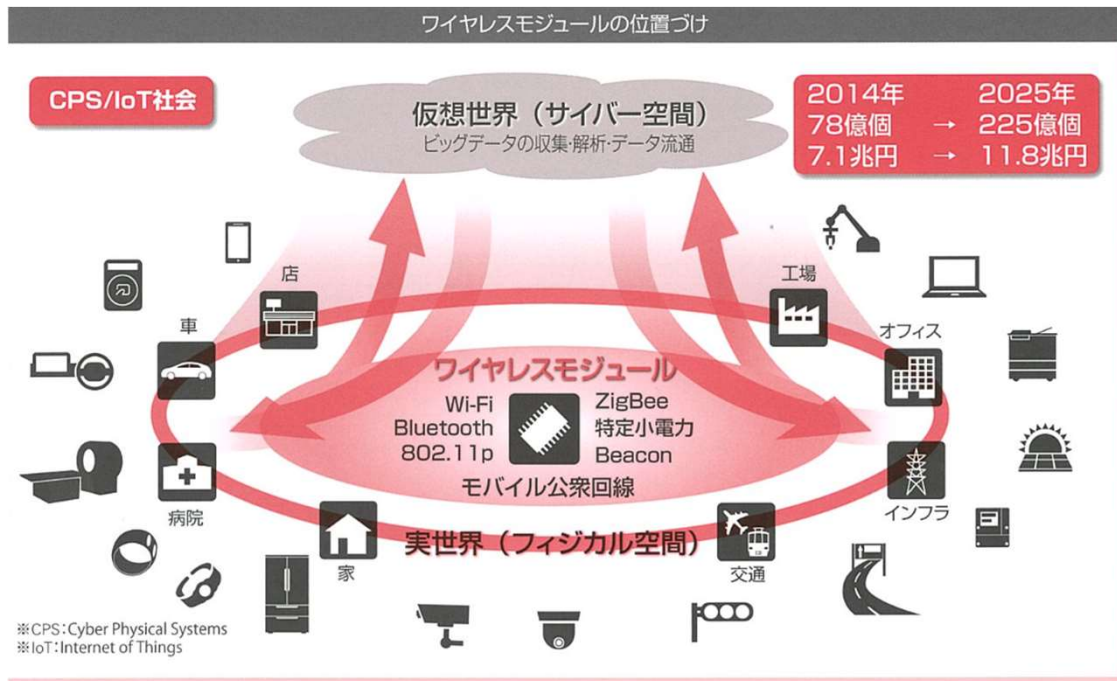 ワイヤレスモジュールの位置づけ
CPS/IoT社会
仮想世界（サイバー空間）
ビッグデータの収集・解析・データ流通
2014年 2025年
78億個 → 225億個
7.1兆円 → 11.8兆円
店
工場
車
オフィス
ワイヤレスモジュール
Wi-Fi
Bluetooth
802.11p
ZigBee
特定小電力
Beacon
モバイル公衆回線
病院
インフラ
家
実世界（フィジカル空間）
交通
※CPS：Cyber Physical Systems
※IoT：Internet of Things